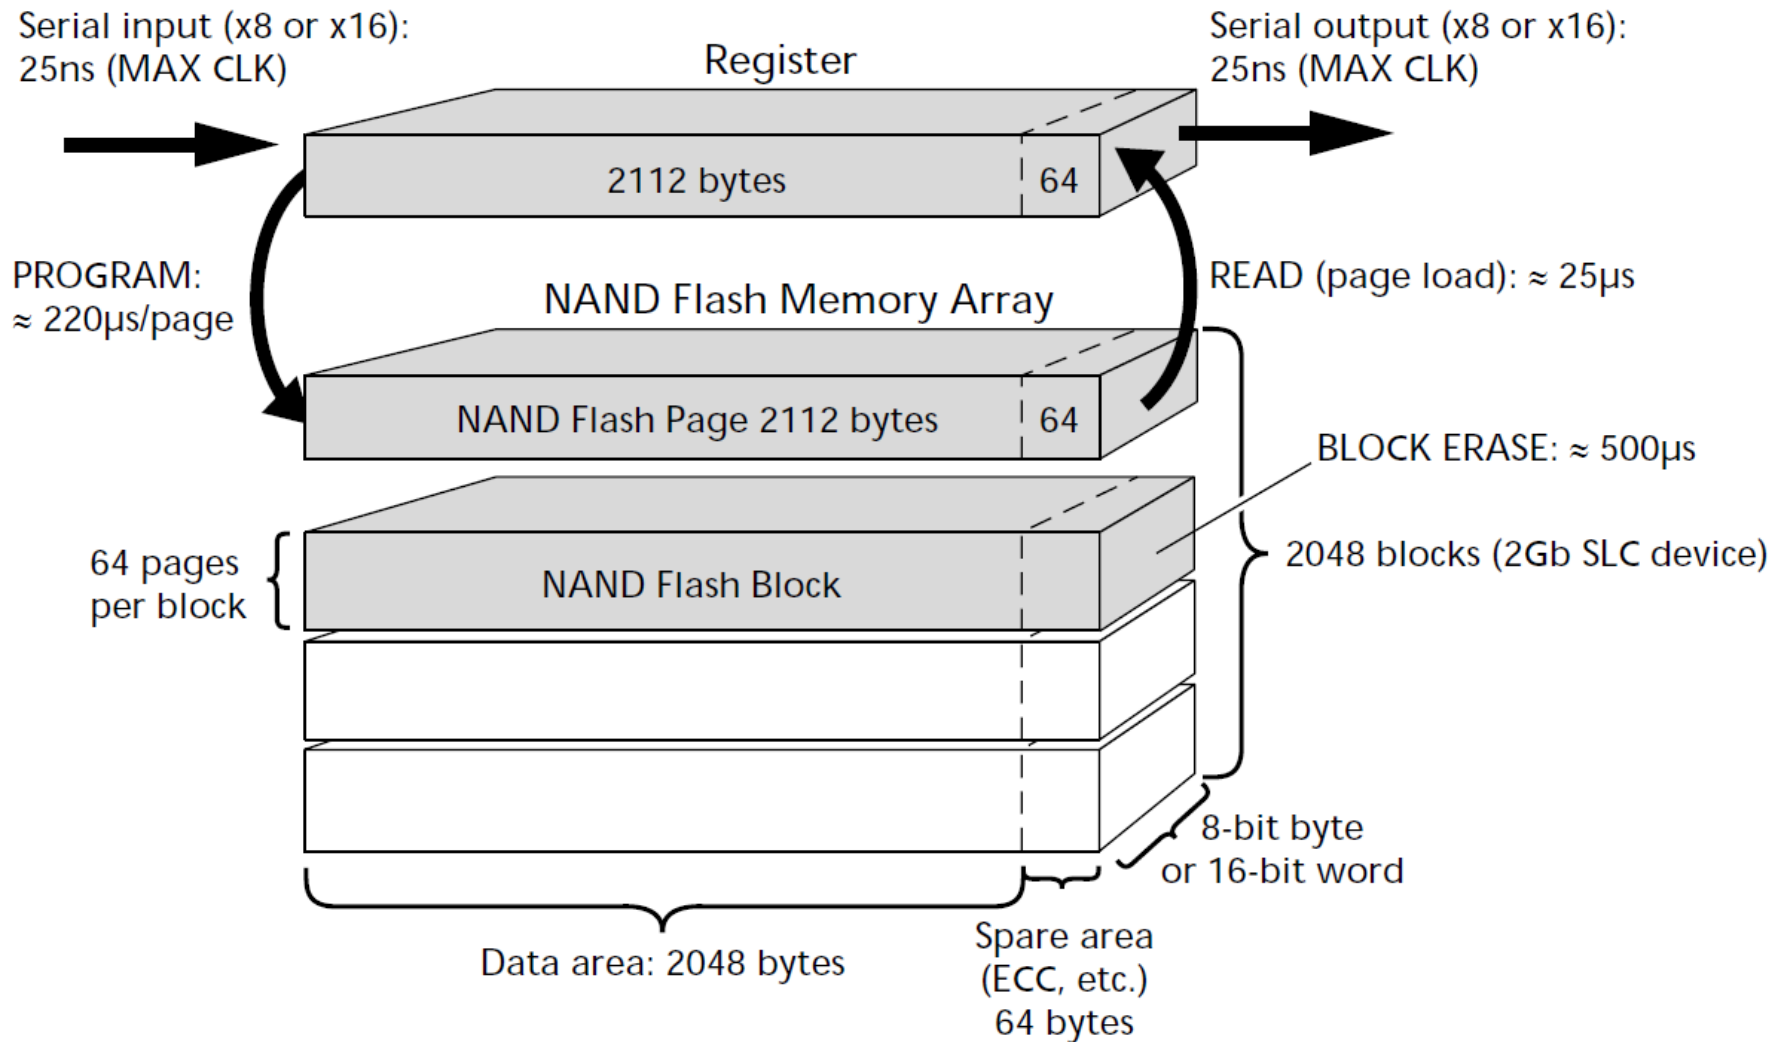 Serial input (x8 or x16):
25ns (MAX CLK)
Register
Serial output (x8 or x16):
25ns (MAX CLK)
2112 bytes
64
PROGRAM:
≈ 220µs/page
NAND Flash Memory Array
READ (page load): ≈ 25µs
NAND Flash Page 2112 bytes
64
BLOCK ERASE: ≈ 500µs
64 pages
per block
NAND Flash Block
2048 blocks (2Gb SLC device)
8-bit byte
or 16-bit word
Data area: 2048 bytes
Spare area
(ECC, etc.)
64 bytes